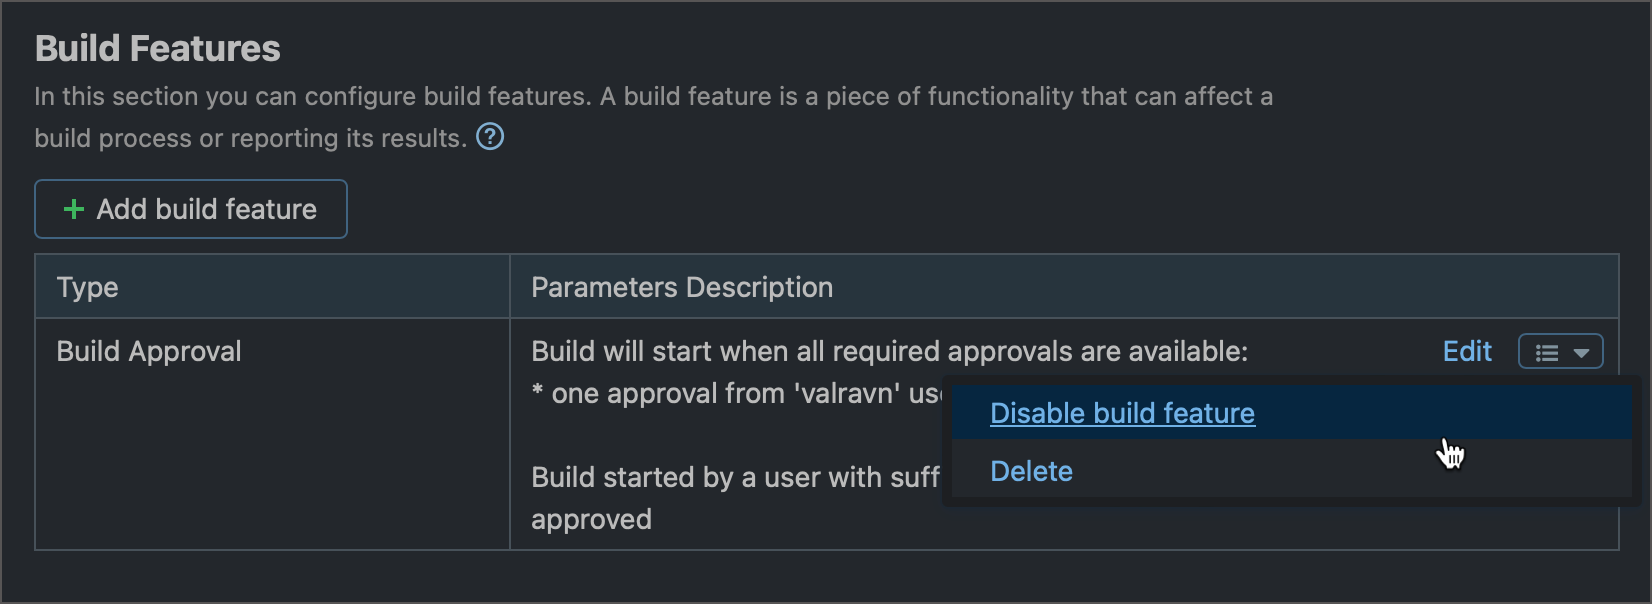 Build Features
In this section you can configure build features. A build feature is a piece of functionality that can affect a
build process or reporting its results. ?
+ Add build feature
Type Parameters Description
Build Approval Build will start when all required approvals are available: Edit
* one approval from 'valravn'
Disable build feature
Delete
Build started by a user with
approved